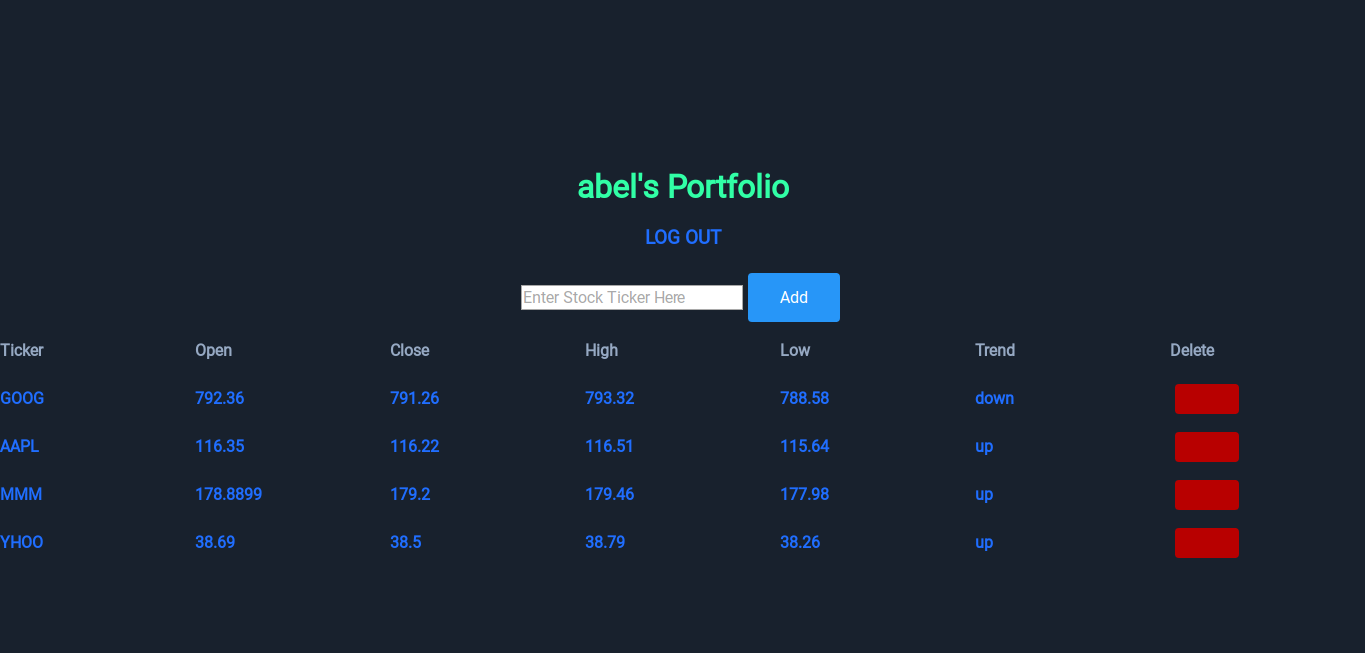 abel's Portfolio
LOG OUT
Enter Stock Ticker Here Add
Ticker Open Close High Low Trend Delete
GOOG 792.36 791.26 793.32 788.58 down
AAPL 116.35 116.22 116.51 115.64 up
MMM 178.8899 179.2 179.46 177.98 up
YHOO 38.69 38.5 38.79 38.26 up